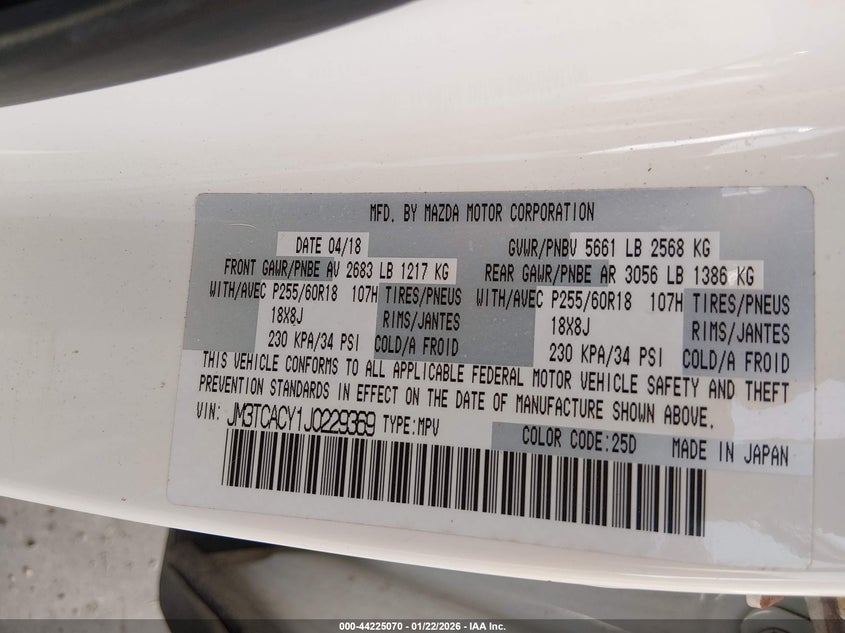 MFD. BY MAZDA MOTOR CORPORATION
DATE 04/18 GVWR/PNBV 5661 LB 2568 KG
FRONT GAWR/PNBE AV 2683 LB 1217 KG REAR GAWR/PNBE AR 3056 LB 1386 KG
WITH/AVEC P255/60R18 107H TIRES/PNEUS WITH/AVEC P255/60R18 107H TIRES/PNEUS
18X8J RIMS/JANTES 18X8J RIMS/JANTES
230 KPA/34 PSI COLD/A FROID 230 KPA/34 PSI COLD/A FROID
THIS VEHICLE CONFORMS TO ALL APPLICABLE FEDERAL MOTOR VEHICLE SAFETY AND THEFT
PREVENTION STANDARDS IN EFFECT ON THE DATE OF MANUFACTURE SHOWN ABOVE.
VIN: JM3TCACY1J0229369 TYPE:MPV
COLOR CODE:25D MADE IN JAPAN
000-44225070 - 01/22/2026 - IAA Inc.